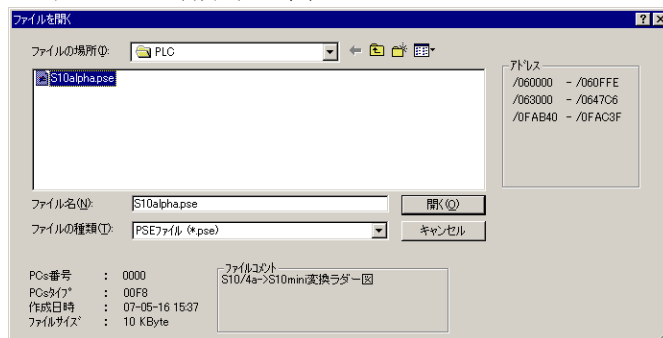 ファイルを開く
ファイルの場所(I):
PLC
S10alpha.pse
アドレス
/060000 - /060FFE
/063000 - /0647C6
/0FAB40 - /0FAC3F
ファイル名(N):
S10alpha.pse
開く(O)
ファイルの種類(T):
PSEファイル (*.pse)
キャンセル
PCs番号 : 0000
PCsタイプ : 00F8
作成日時 : 07-05-16 15:37
ファイルサイズ : 10 KByte
ファイルコメント
S10/4a->S10mini変換ラダー図